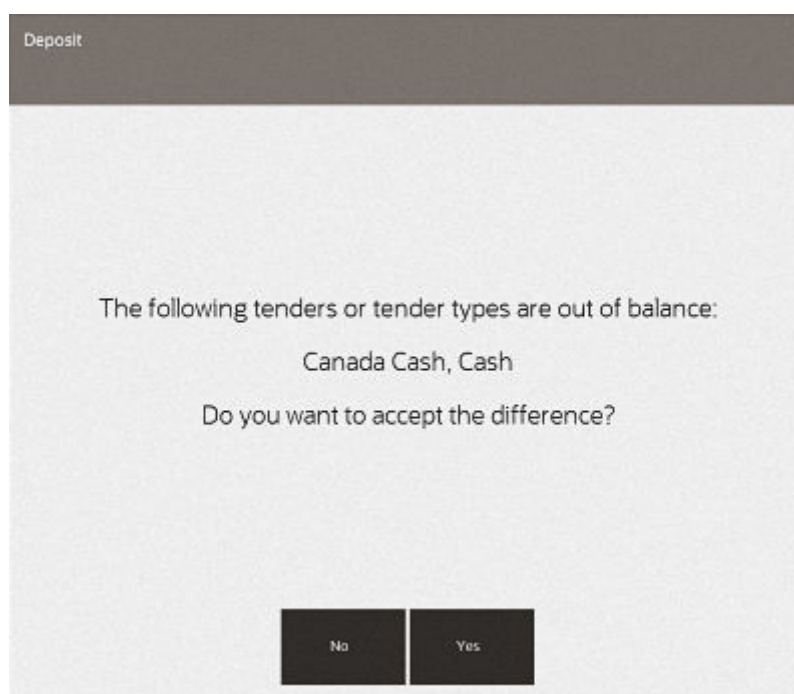 Deposit
The following tenders or tender types are out of balance:
Canada Cash, Cash
Do you want to accept the difference?
No
Yes